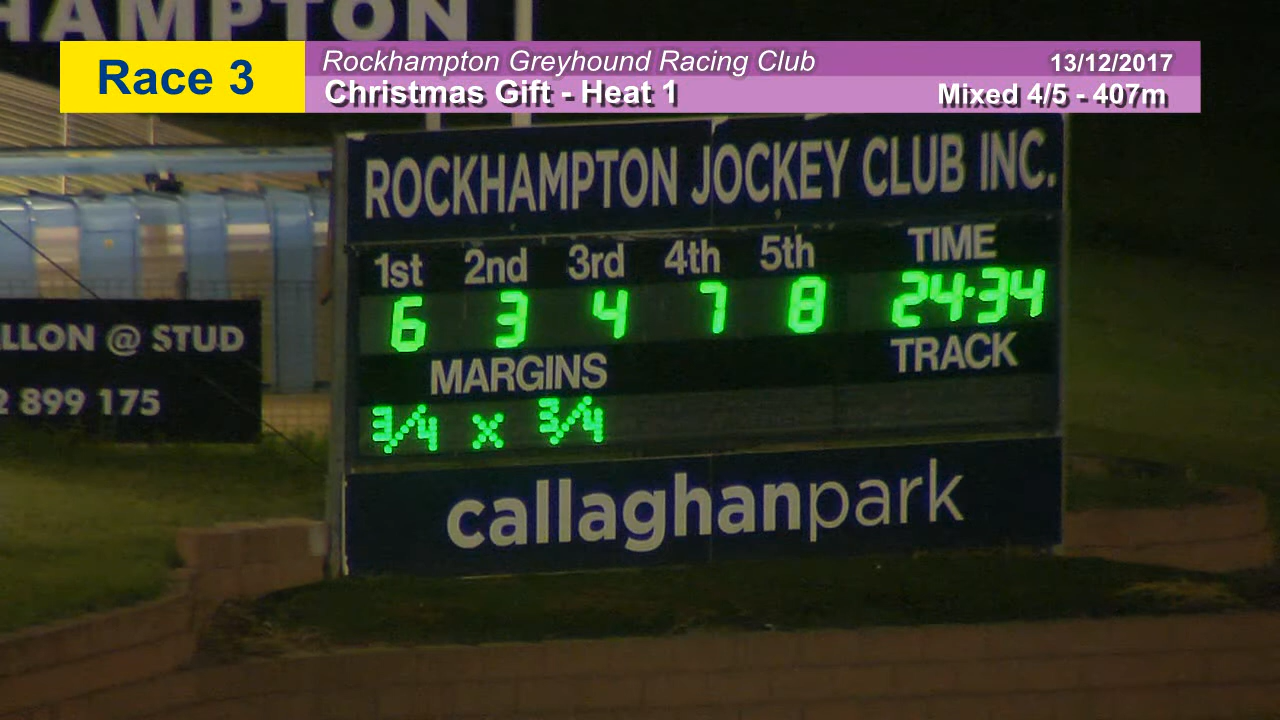 HAMPTON
Race 3
Rockhampton Greyhound Racing Club
13/12/2017
Christmas Gift - Heat 1
Mixed 4/5 - 407m
ROCKHAMPTON JOCKEY CLUB INC.
1st 2nd 3rd 4th 5th TIME
6 3 4 7 8 24.34
MARGINS TRACK
3/4 x 3/4
callaghanpark
LLON @ STUD
2 899 175